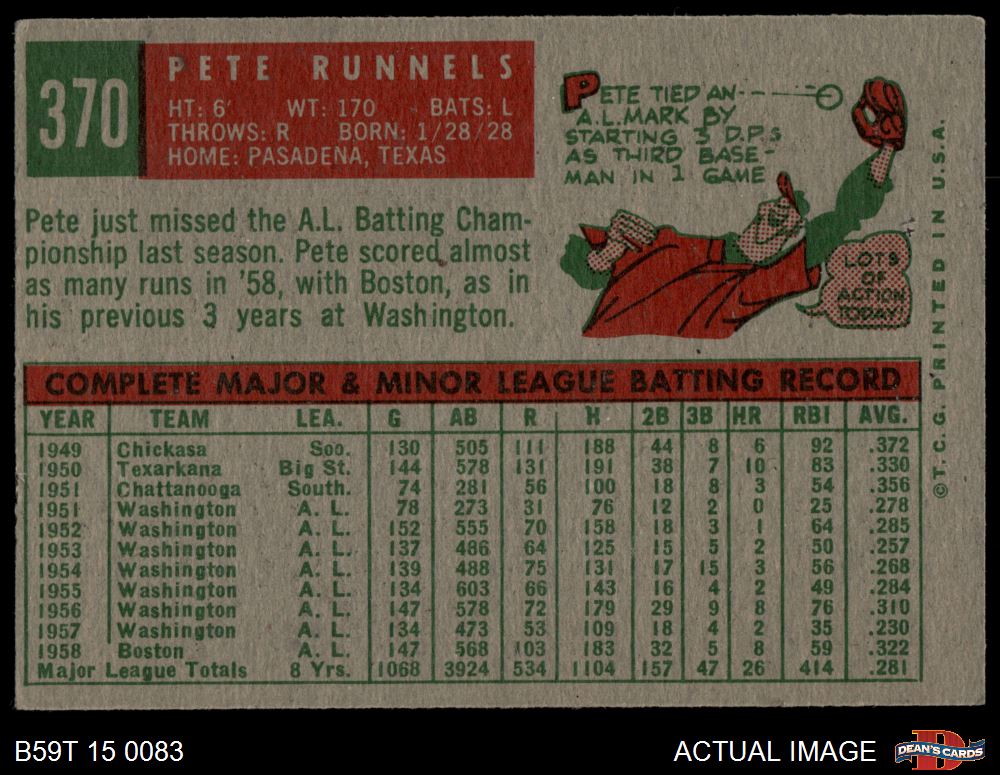 370
PETE RUNNELS
HT: 6' WT: 170 BATS: L
THROWS: R BORN: 1/28/28
HOME: PASADENA, TEXAS
Pete just missed the A.L. Batting Cham-
pionship last season. Pete scored almost
as many runs in '58, with Boston, as in
his previous 3 years at Washington.
PETE TIED AN
A.L. MARK BY
STARTING 3 D.P.s
AS THIRD BASE-
MAN IN 1 GAME
LOTS
OF
ACTION
TODAY!
COMPLETE MAJOR & MINOR LEAGUE BATTING RECORD
YEAR TEAM LEA. G AB R H 2B 3B HR RBI AVG.
1949 Chickasa Soo. 130 505 111 188 44 8 6 92 .372
1950 Texarkana Big St. 144 578 131 191 38 7 10 83 .330
1951 Chattanooga South. 74 281 56 100 18 8 3 54 .356
1951 Washington A. L. 78 273 31 76 12 2 0 25 .278
1952 Washington A. L. 152 555 70 158 18 3 1 64 .285
1953 Washington A. L. 137 486 64 125 15 5 2 50 .257
1954 Washington A. L. 139 488 75 131 17 15 3 56 .268
1955 Washington A. L. 134 603 66 143 16 4 2 49 .284
1956 Washington A. L. 147 578 72 179 29 9 8 76 .310
1957 Washington A. L. 134 473 53 109 18 4 2 35 .230
1958 Boston A. L. 147 568 103 183 32 5 8 59 .322
Major League Totals 8 Yrs. 1068 3924 534 1104 157 47 26 414 .281
©T.C.G. PRINTED IN U.S.A.
B59T 15 0083
ACTUAL IMAGE
DEAN'S CARDS